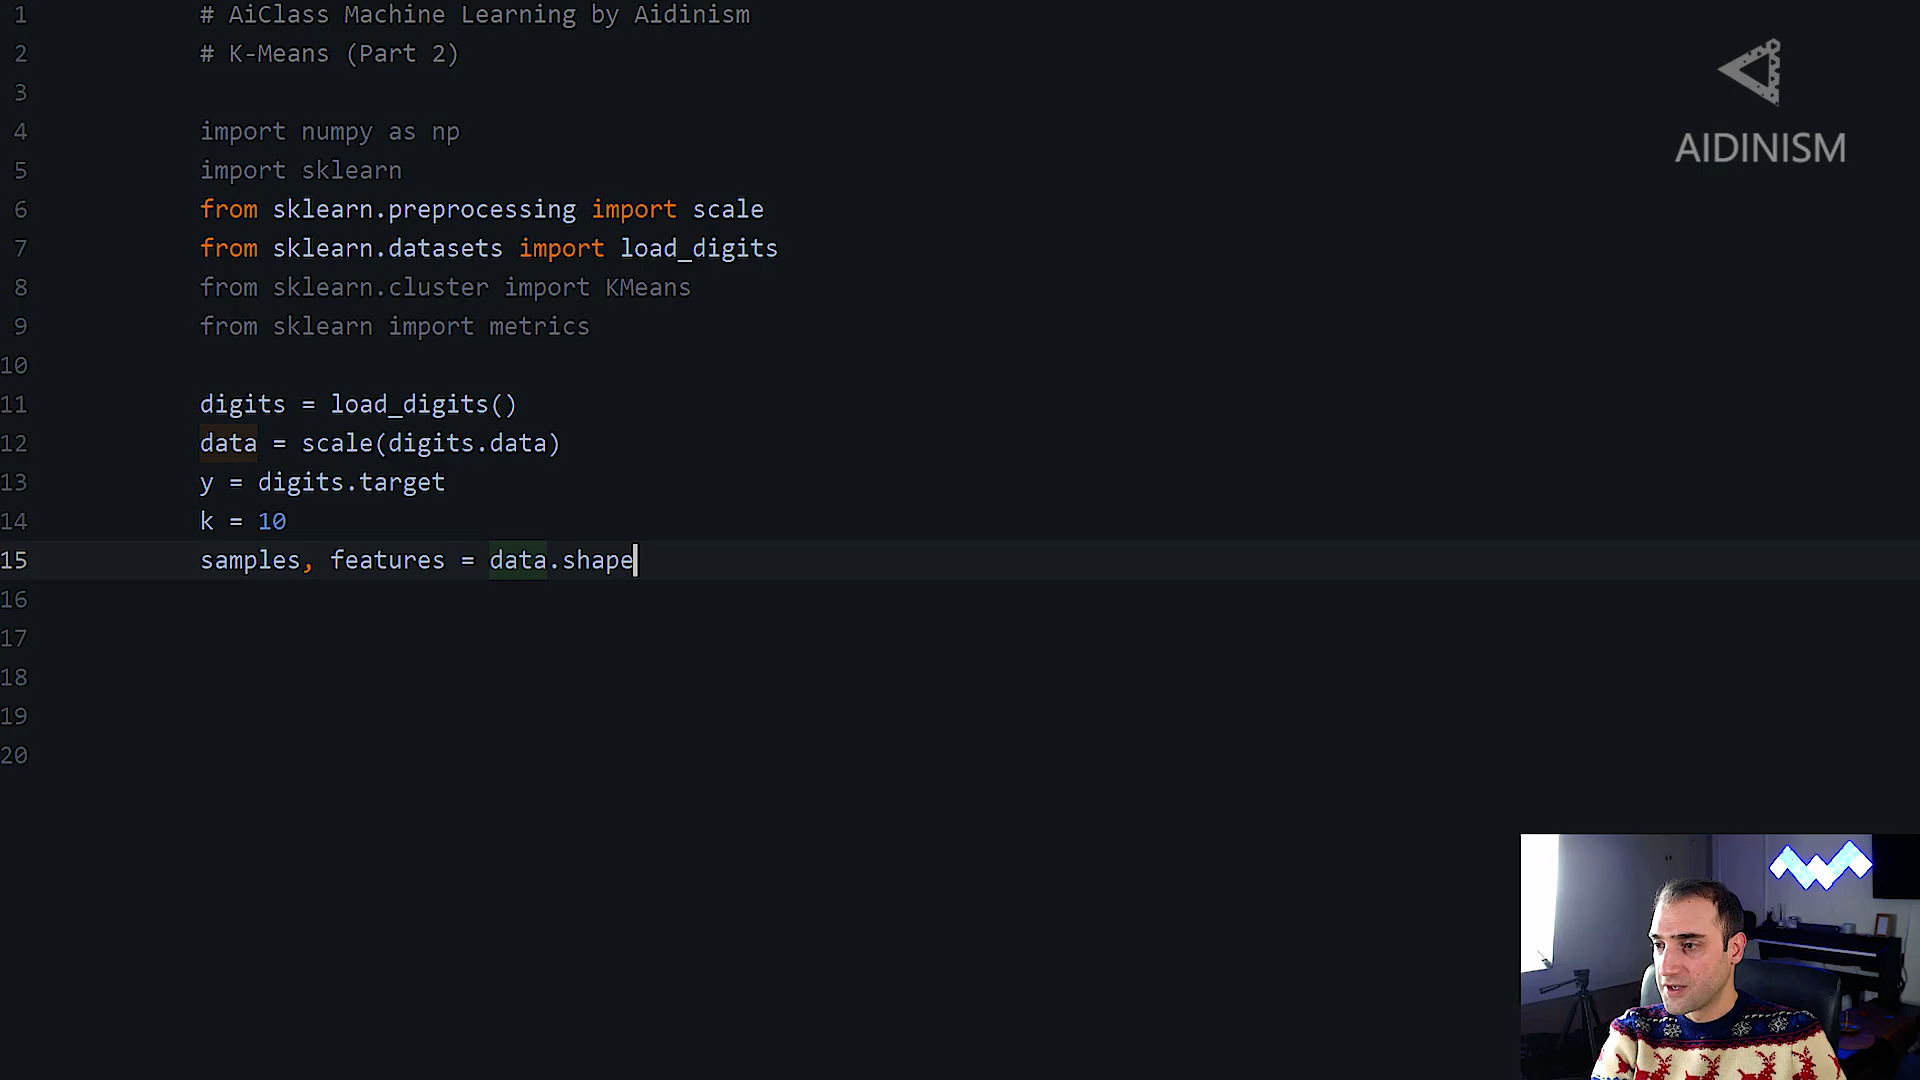 1 # AiClass Machine Learning by Aidinism
2 # K-Means (Part 2)
3
4 import numpy as np
5 import sklearn
6 from sklearn.preprocessing import scale
7 from sklearn.datasets import load_digits
8 from sklearn.cluster import KMeans
9 from sklearn import metrics
10
11 digits = load_digits()
12 data = scale(digits.data)
13 y = digits.target
14 k = 10
15 samples, features = data.shape
16
17
18
19
20
AIDINISM